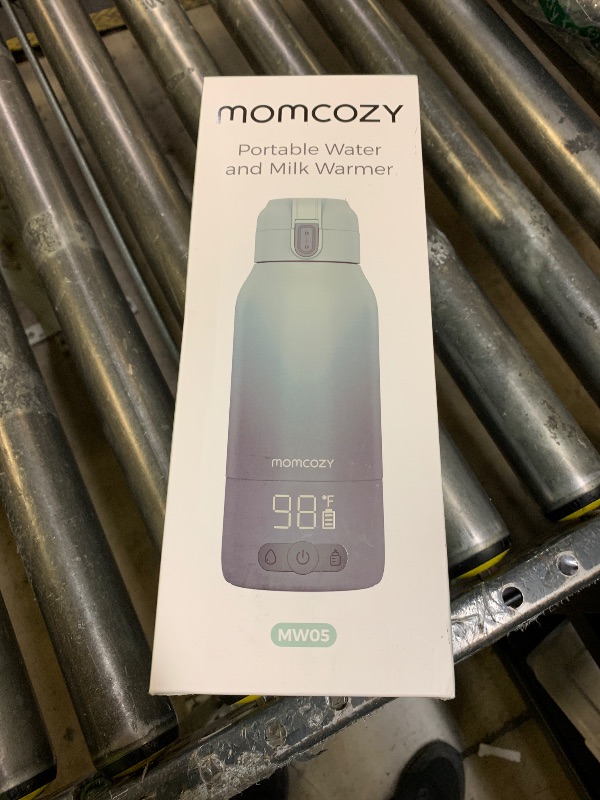 momcozy
Portable Water
and Milk Warmer
momcozy
98°F
MW05